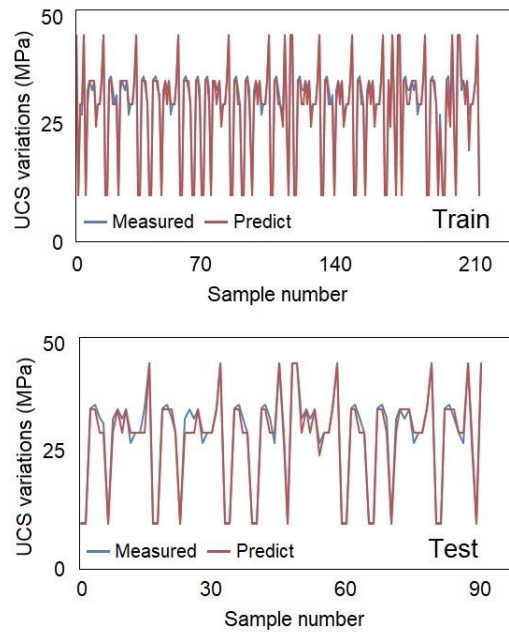 50
25
0
UCS variations (MPa)
Measured Predict
Train
0 70 140 210
Sample number
50
25
0
UCS variations (MPa)
Measured Predict
Test
0 30 60 90
Sample number